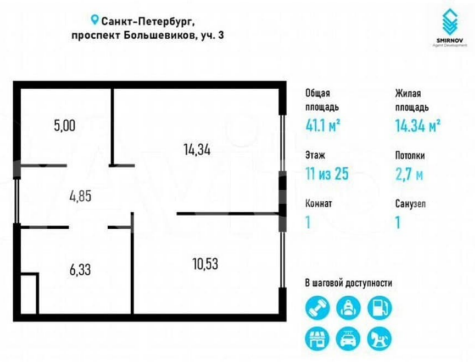 Санкт-Петербург,
проспект Большевиков, уч. 3
SMIRNOV
Agent Development
5,00
14,34
4,85
6,33
10,53
Общая
площадь
41.1 м²
Жилая
площадь
14.34 м²
Этаж
11 из 25
Потолки
2,7 м
Комнат
1
Санузел
1
В шаговой доступности